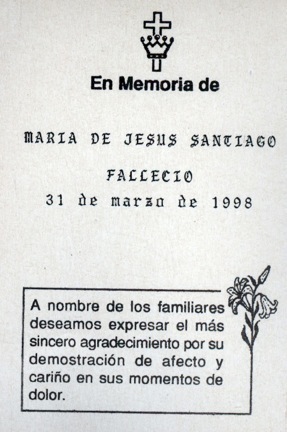 En Memoria de
MARIA DE JESUS SANTIAGO
FALLECIO
31 de marzo de 1998
A nombre de los familiares
deseamos expresar el más
sincero agradecimiento por su
demostración de afecto y
cariño en sus momentos de
dolor.